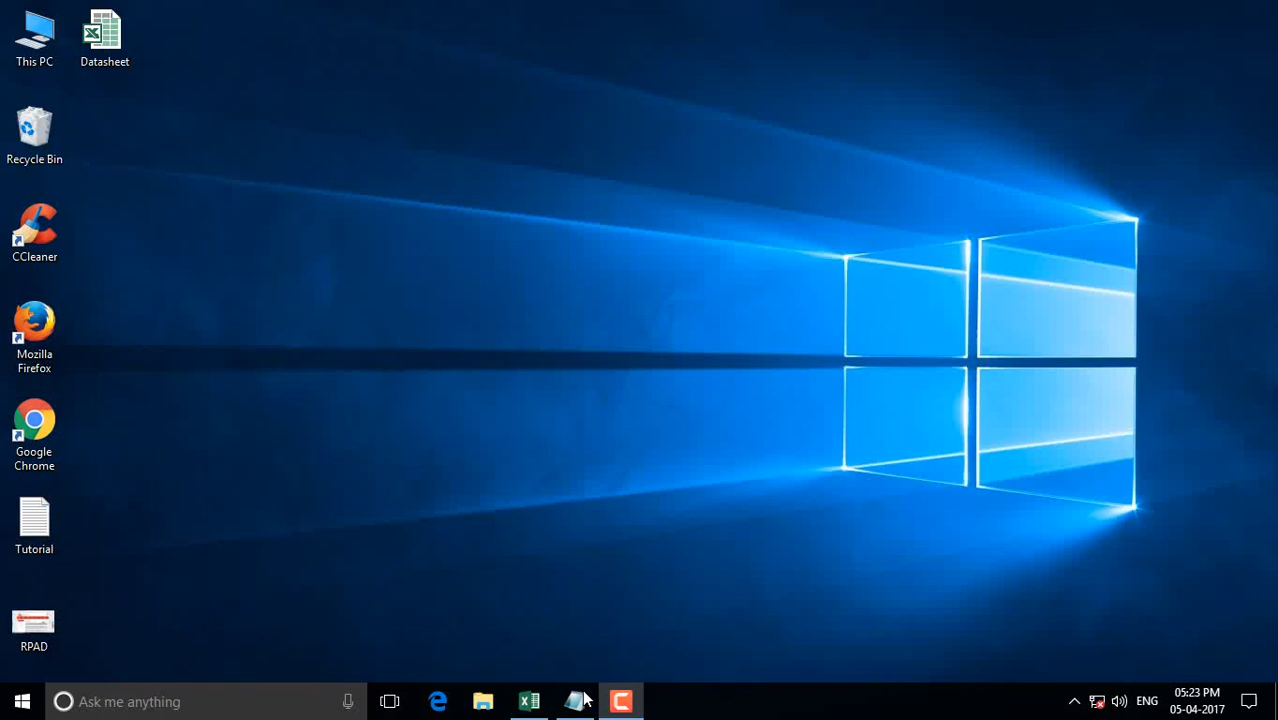 This PC
Datasheet
Recycle Bin
CCleaner
Mozilla
Firefox
Google
Chrome
Tutorial
RPAD
Ask me anything
ENG
05:23 PM
05-04-2017